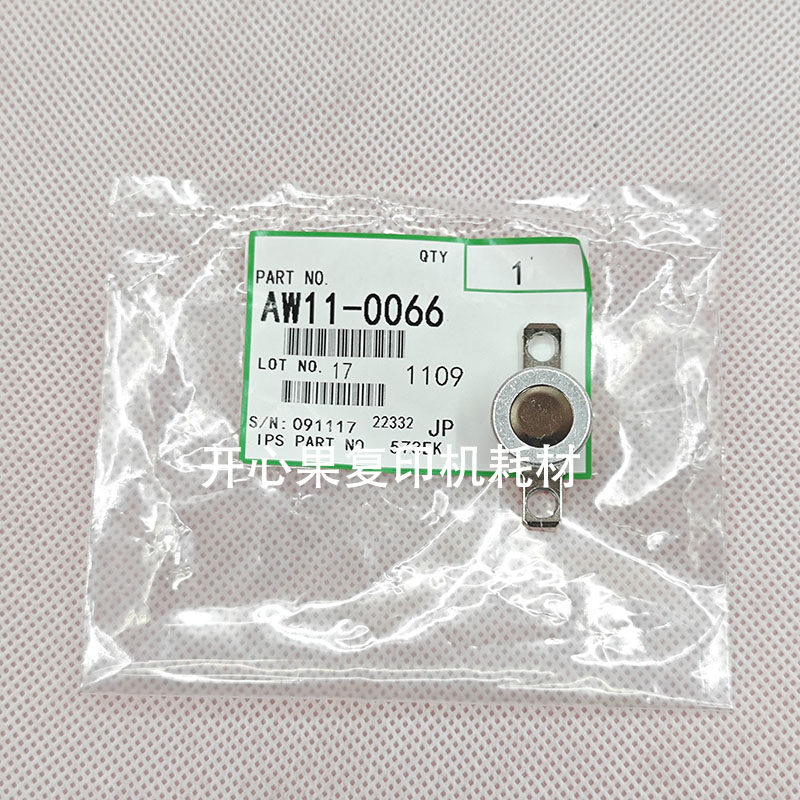 QTY
1
PART NO.
AW11-0066
LOT NO. 17 1109
S/N: 091117 22332 JP
IPS PART NO 573EK
开心果复印机耗材